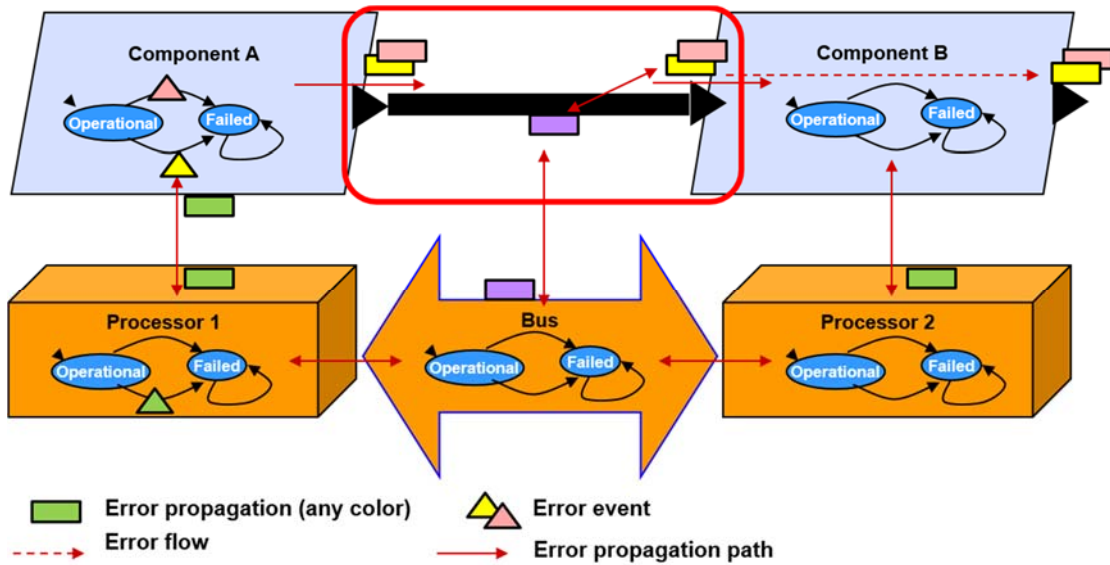 Component A
Component B
Operational
Failed
Operational
Failed
Processor 1
Bus
Processor 2
Operational
Failed
Operational
Failed
Operational
Failed
Error propagation (any color)
Error event
Error flow
Error propagation path